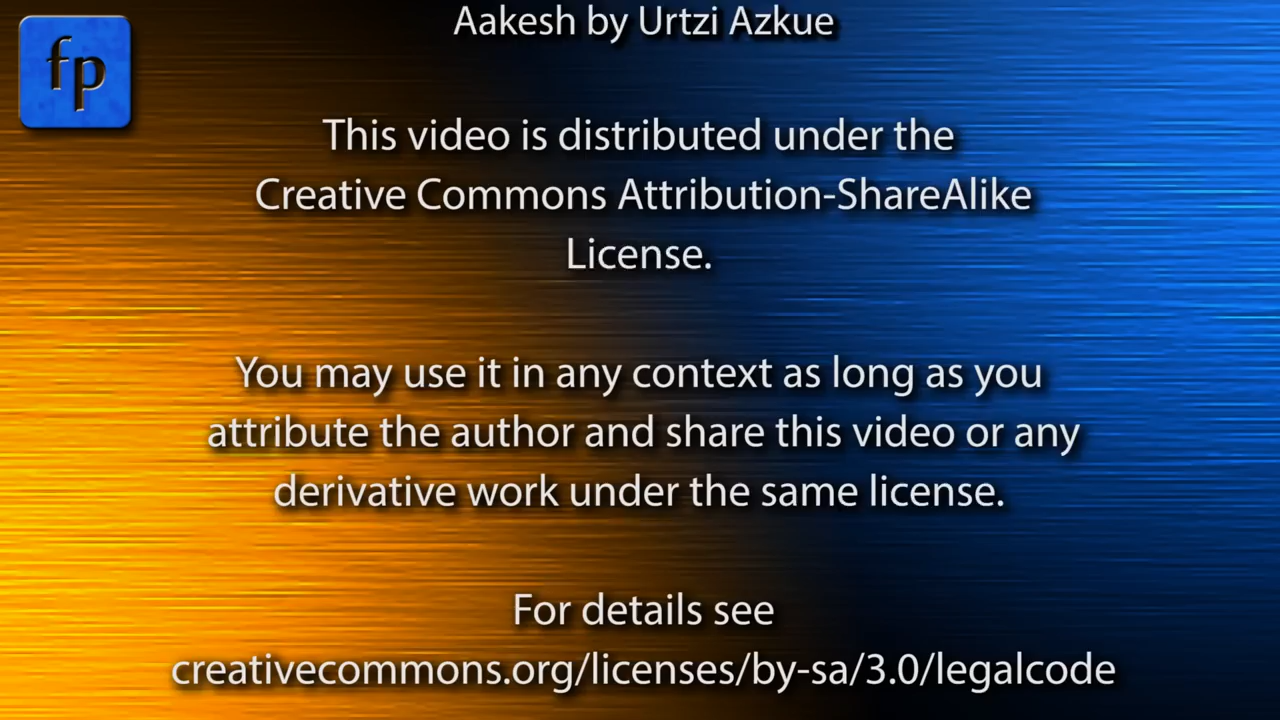 fp
Aakesh by Urtzi Azkue
This video is distributed under the
Creative Commons Attribution-ShareAlike
License.
You may use it in any context as long as you
attribute the author and share this video or any
derivative work under the same license.
For details see
creativecommons.org/licenses/by-sa/3.0/legalcode